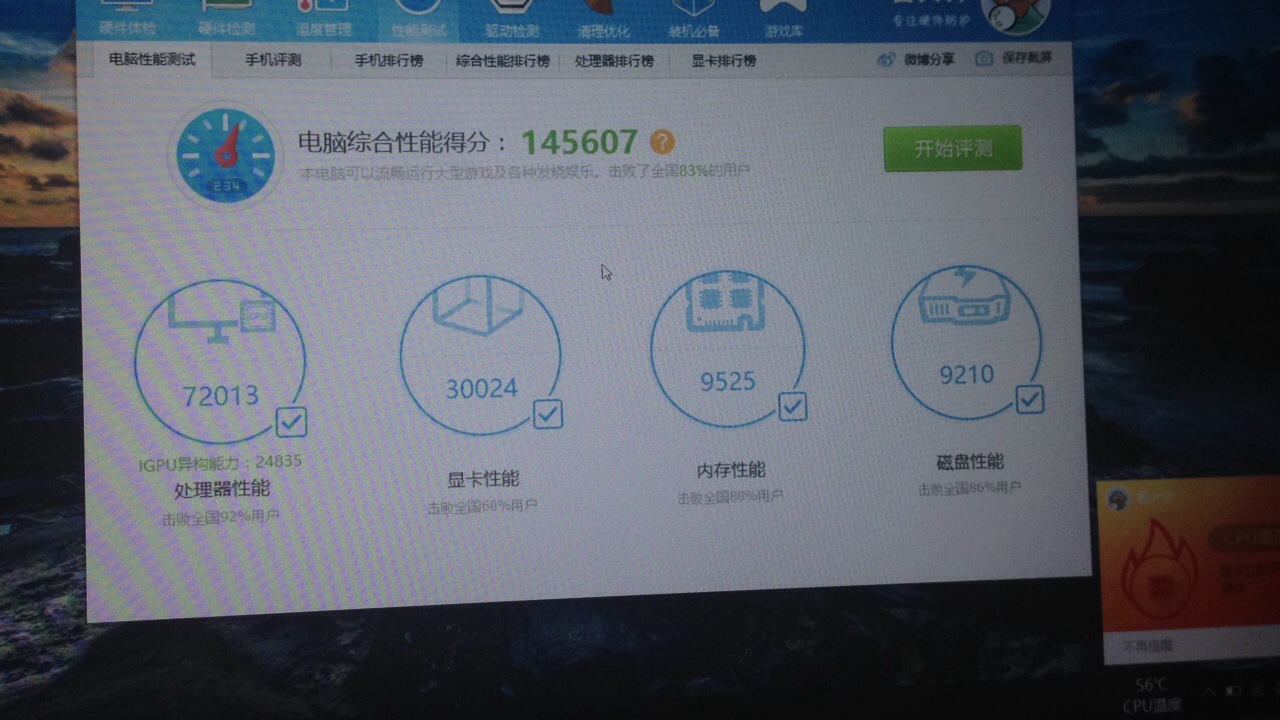 硬件体检 硬件检测 温度管理 性能测试 驱动检测 清理优化 装机必备 游戏库
专注硬件防护
电脑性能测试 手机评测 手机排行榜 综合性能排行榜 处理器排行榜 显卡排行榜 微博分享 保存截屏
电脑综合性能得分： 145607 ?
开始评测
本电脑可以流畅运行大型游戏及各种发烧娱乐。击败了全国83%的用户
234
CPU
72013 30024 9525 9210
IGPU异构能力：24835
处理器性能 显卡性能 内存性能 磁盘性能
击败全国92%用户 击败全国60%用户 击败全国88%用户 击败全国86%用户
不再提醒
56℃
CPU温度